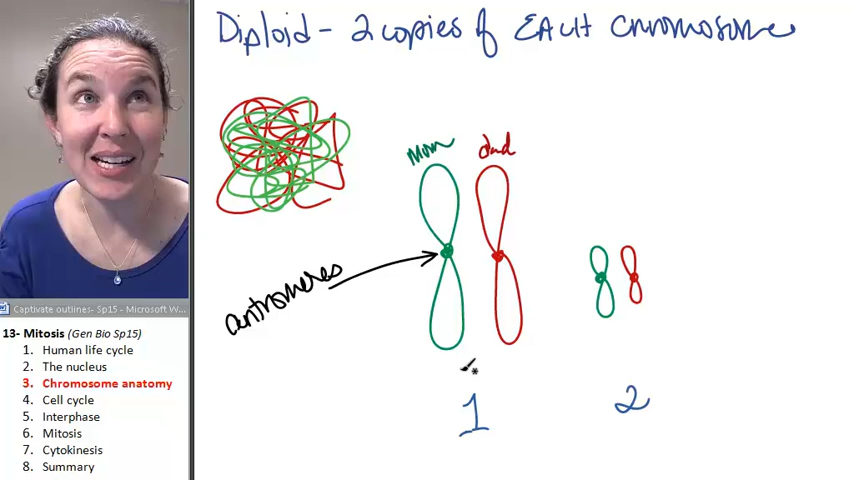 Diploid - 2 copies of EACH chromosome
Mom
dad
centromeres
1
2
Captivate outlines- Sp15 - Microsoft W...
13- Mitosis (Gen Bio Sp15)
1. Human life cycle
2. The nucleus
3. Chromosome anatomy
4. Cell cycle
5. Interphase
6. Mitosis
7. Cytokinesis
8. Summary